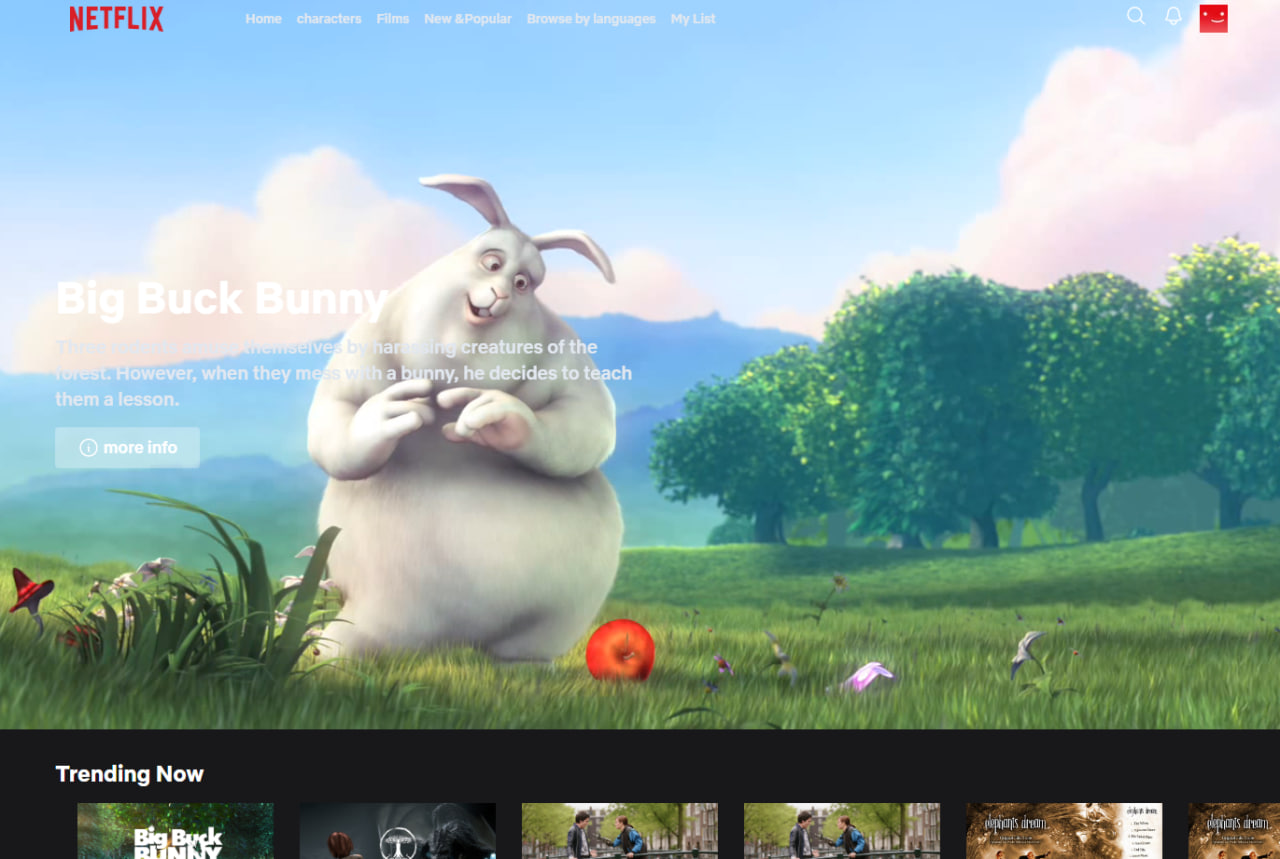 NETFLIX
Home characters Films New &Popular Browse by languages My List
Big Buck Bunny
Three rodents amuse themselves by harassing creatures of the
forest. However, when they mess with a bunny, he decides to teach
them a lesson.
more info
Trending Now
Big Buck
BUNNY
elephants dream
elephants dream